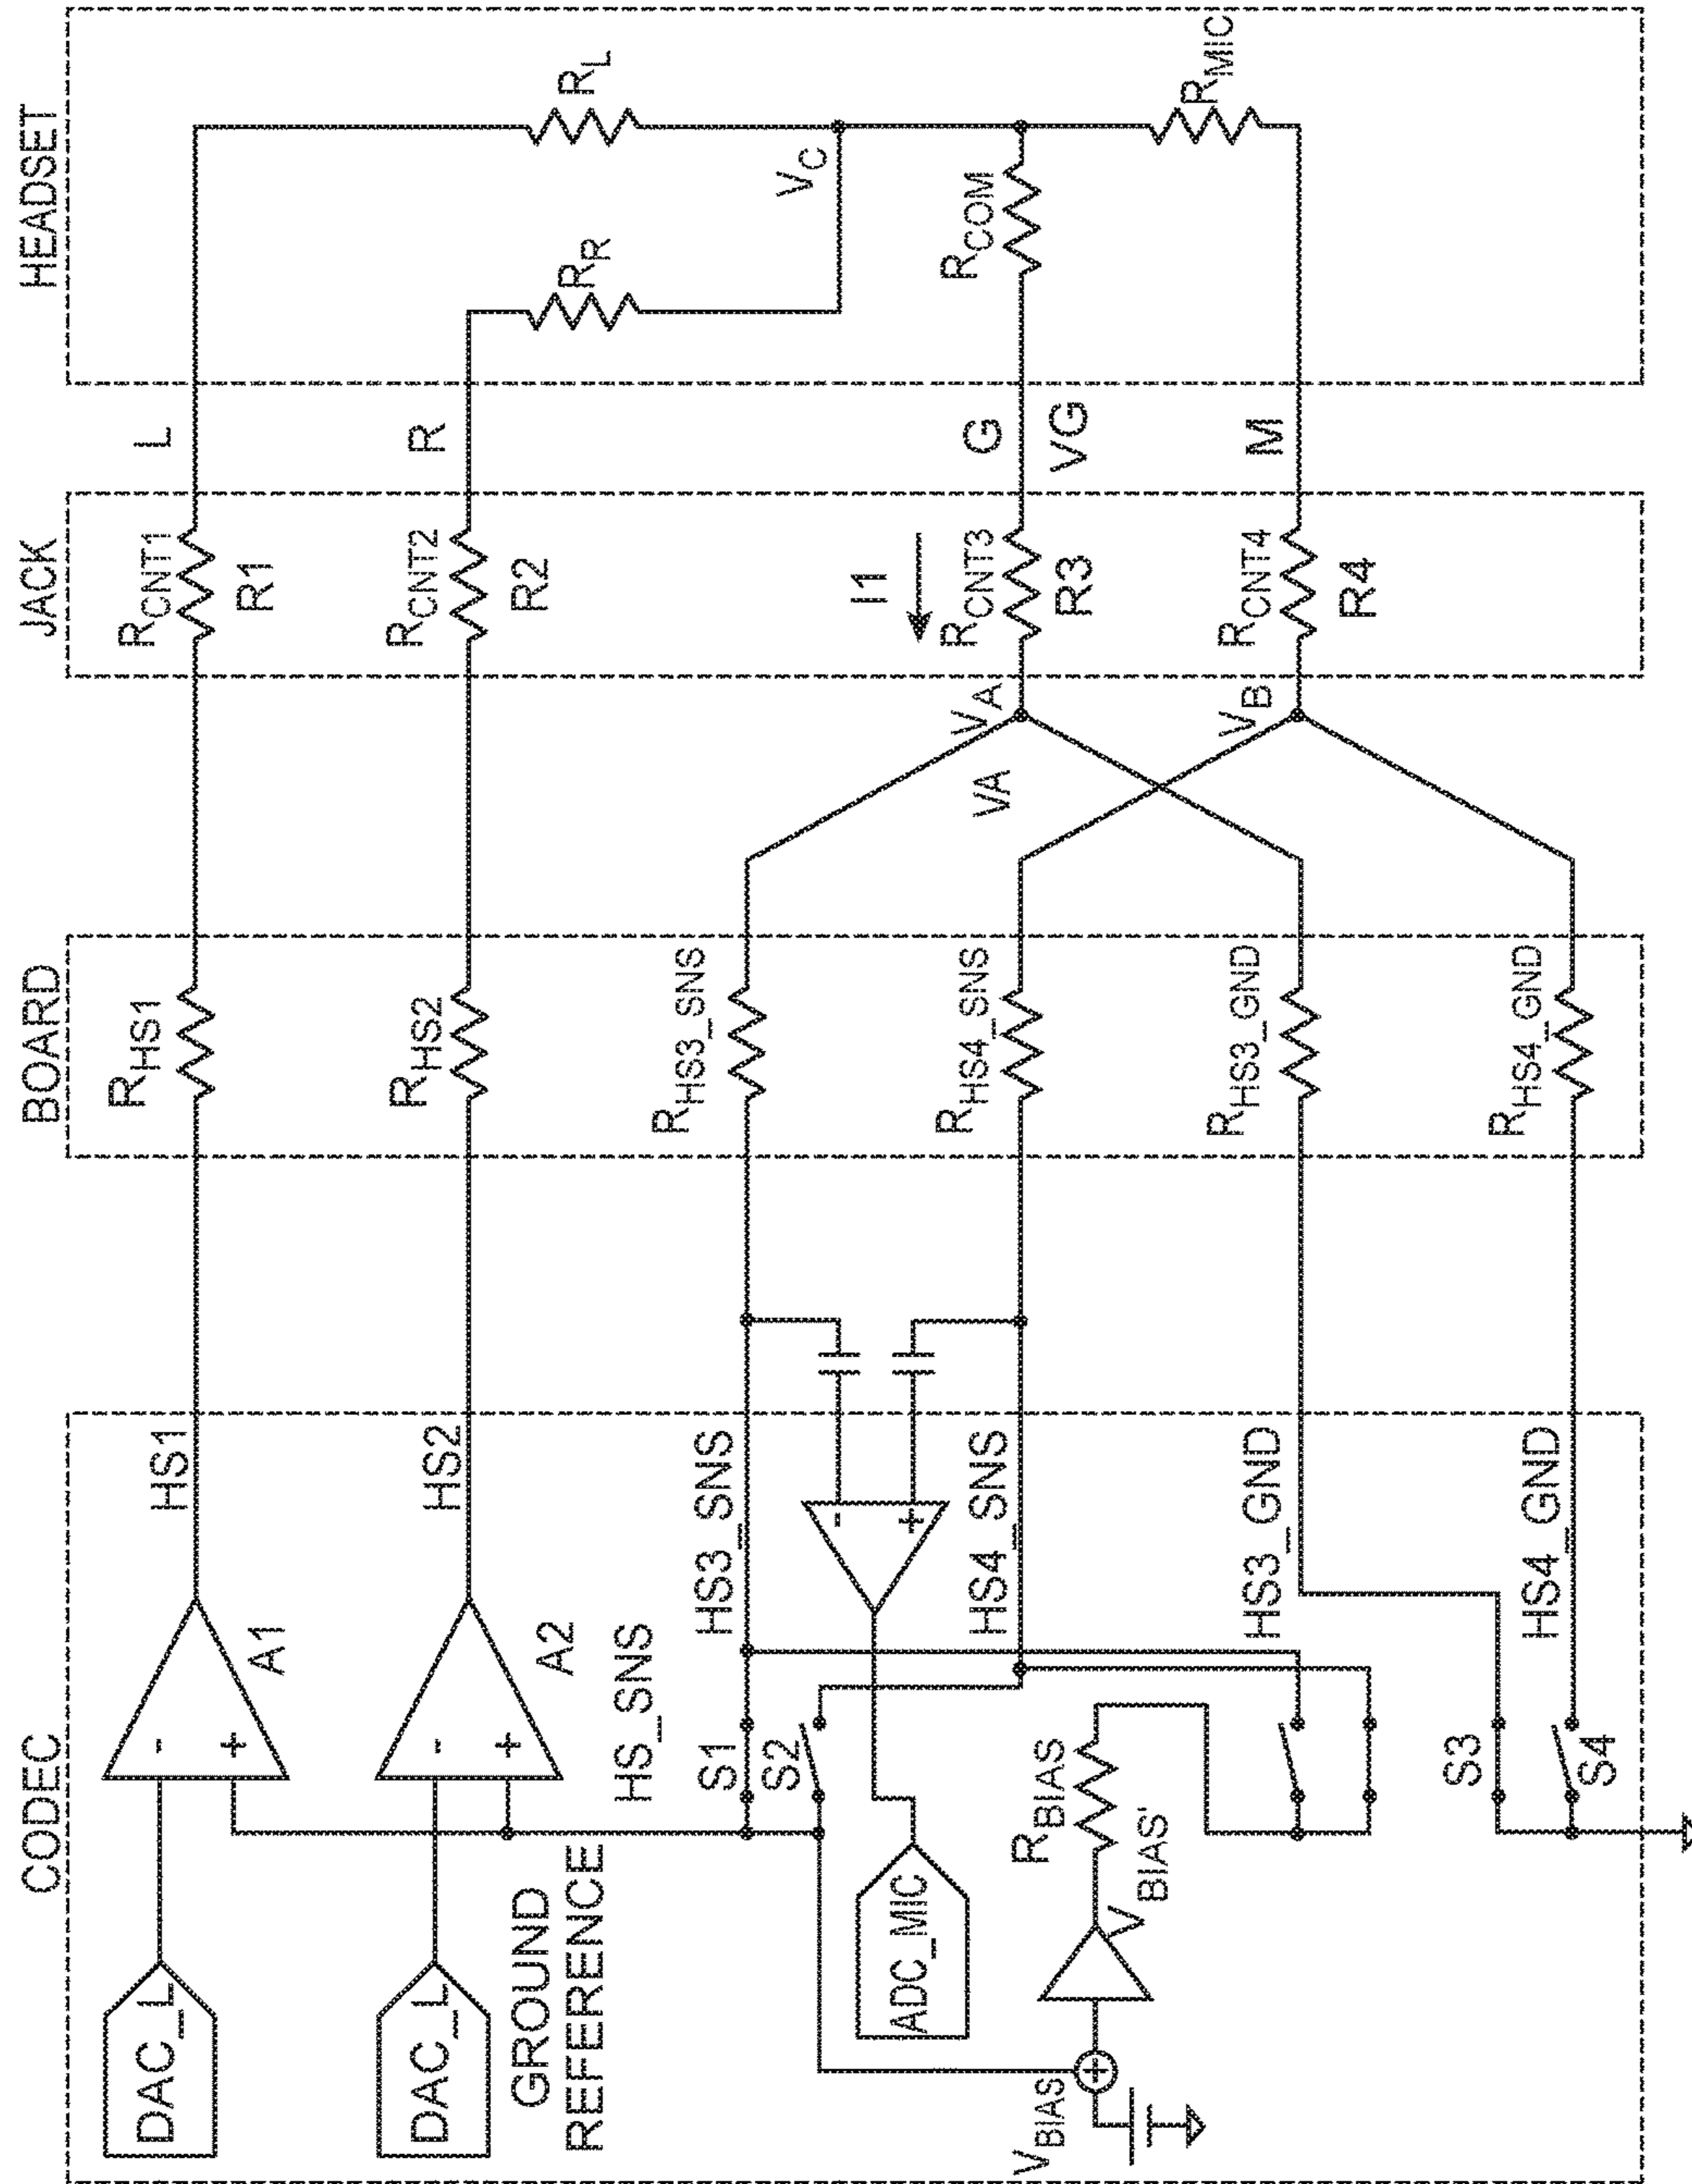 CODEC
BOARD
JACK
HEADSET
DAC_L
-
+
A1
HS1
RHS1
RCNT1
R1
L
RL
DAC_L
-
+
A2
HS2
RHS2
RCNT2
R2
R
RR
GROUND
REFERENCE
HS_SNS
S1
S2
HS3_SNS
RHS3_SNS
VC
ADC_MIC
-
+
HS4_SNS
RHS4_SNS
VA
VA
I1
RCNT3
R3
G
VG
RCOM
VBIAS
+
VBIAS'
RBIAS
HS3_GND
RHS3_GND
VB
RCNT4
R4
M
RMIC
S3
S4
HS4_GND
RHS4_GND